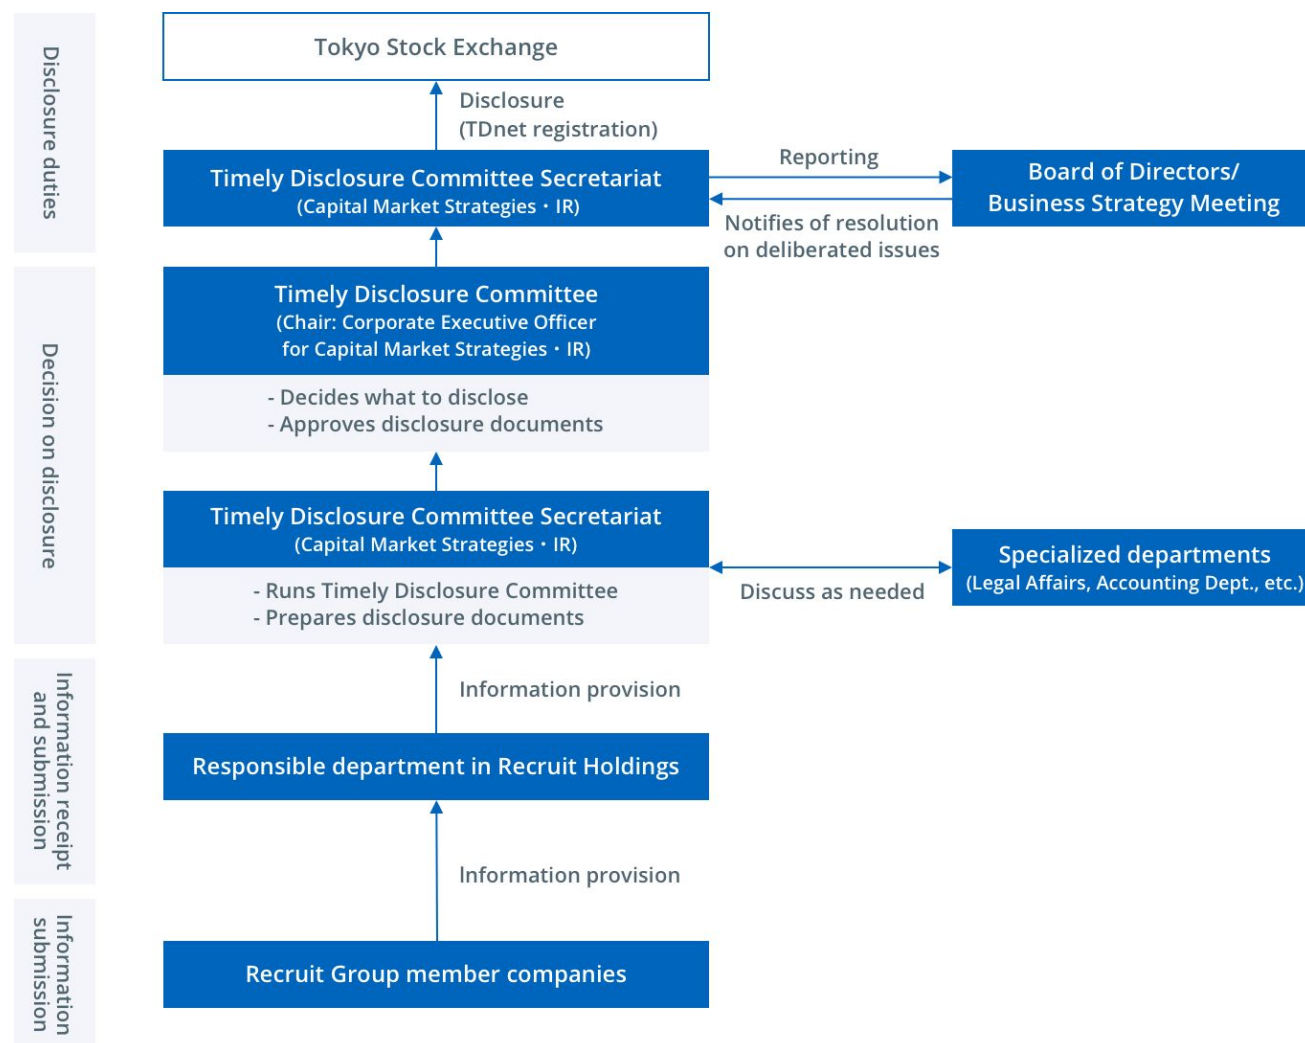 Disclosure duties
Tokyo Stock Exchange
Disclosure
(TDnet registration)
Timely Disclosure Committee Secretariat
(Capital Market Strategies・IR)
Reporting
Notifies of resolution
on deliberated issues
Board of Directors/
Business Strategy Meeting
Decision on disclosure
Timely Disclosure Committee
(Chair: Corporate Executive Officer
for Capital Market Strategies・IR)
- Decides what to disclose
- Approves disclosure documents
Timely Disclosure Committee Secretariat
(Capital Market Strategies・IR)
- Runs Timely Disclosure Committee
- Prepares disclosure documents
Discuss as needed
Specialized departments
(Legal Affairs, Accounting Dept., etc.)
Information receipt
and submission
Information provision
Responsible department in Recruit Holdings
Information provision
Information
submission
Recruit Group member companies